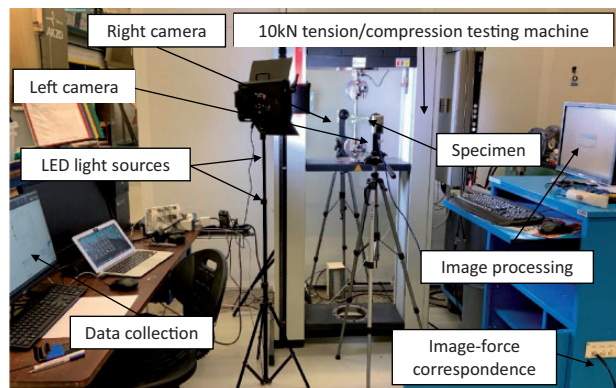 Right camera
10kN tension/compression testing machine
Left camera
LED light sources
Specimen
Image processing
Data collection
Image-force
correspondence